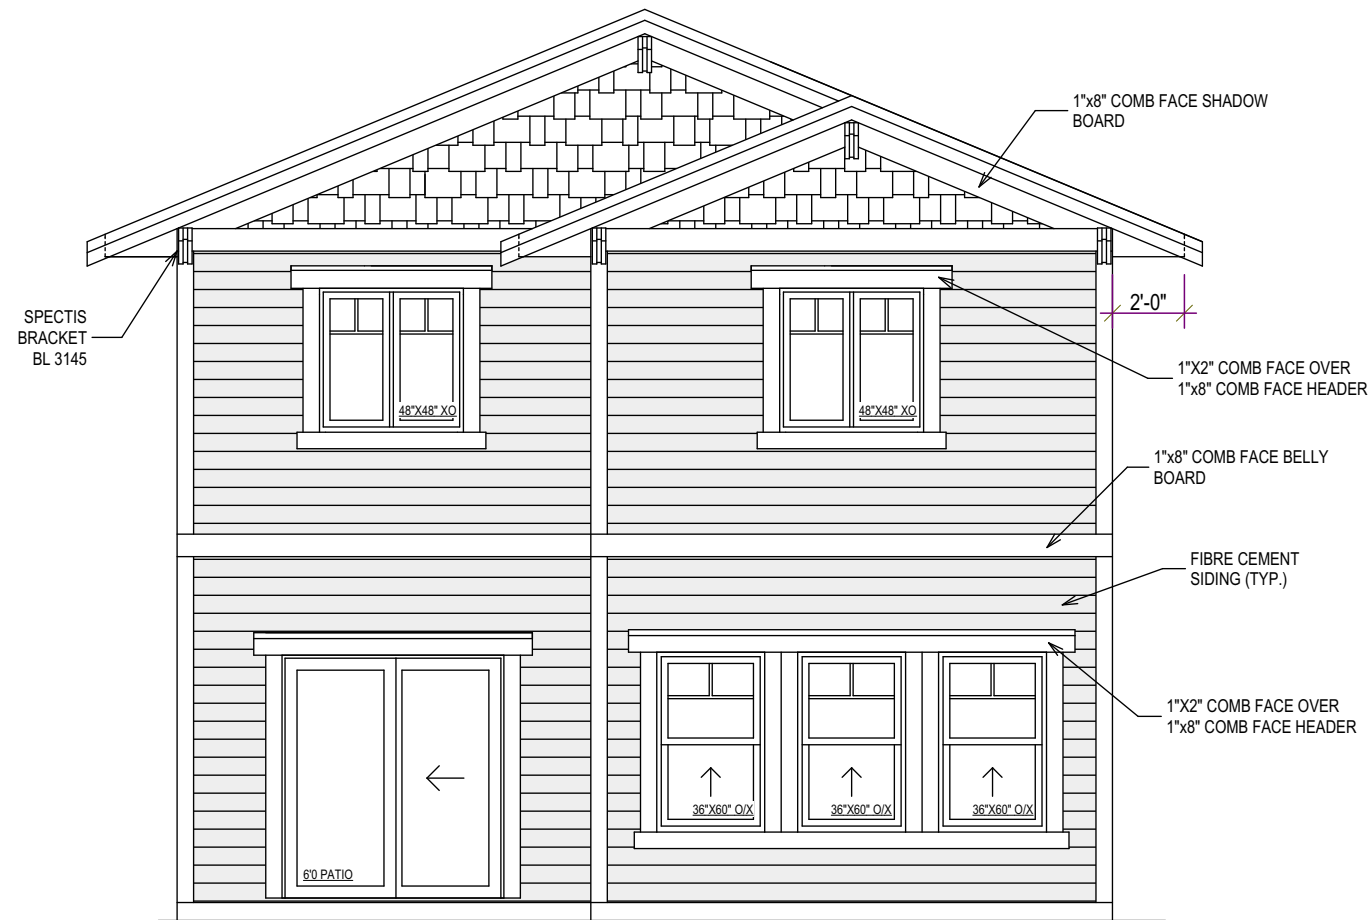 1"x8" COMB FACE SHADOW
BOARD
SPECTIS
BRACKET
BL 3145
2'-0"
48"X48" XO
48"X48" XO
1"X2" COMB FACE OVER
1"x8" COMB FACE HEADER
1"x8" COMB FACE BELLY
BOARD
FIBRE CEMENT
SIDING (TYP.)
1"X2" COMB FACE OVER
1"x8" COMB FACE HEADER
36"X60" O/X
36"X60" O/X
36"X60" O/X
6'0 PATIO